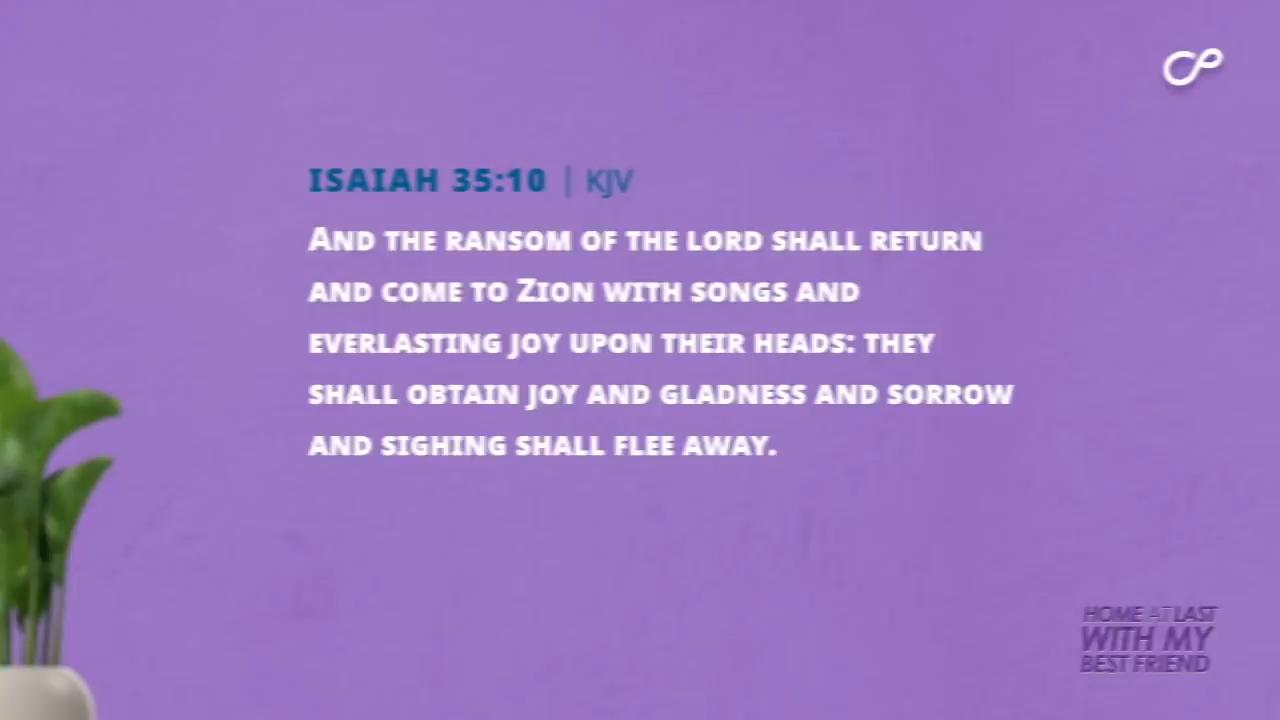 ISAIAH 35:10 | KJV
AND THE RANSOM OF THE LORD SHALL RETURN
AND COME TO ZION WITH SONGS AND
EVERLASTING JOY UPON THEIR HEADS: THEY
SHALL OBTAIN JOY AND GLADNESS AND SORROW
AND SIGHING SHALL FLEE AWAY.
HOME AT LAST
WITH MY
BEST FRIEND